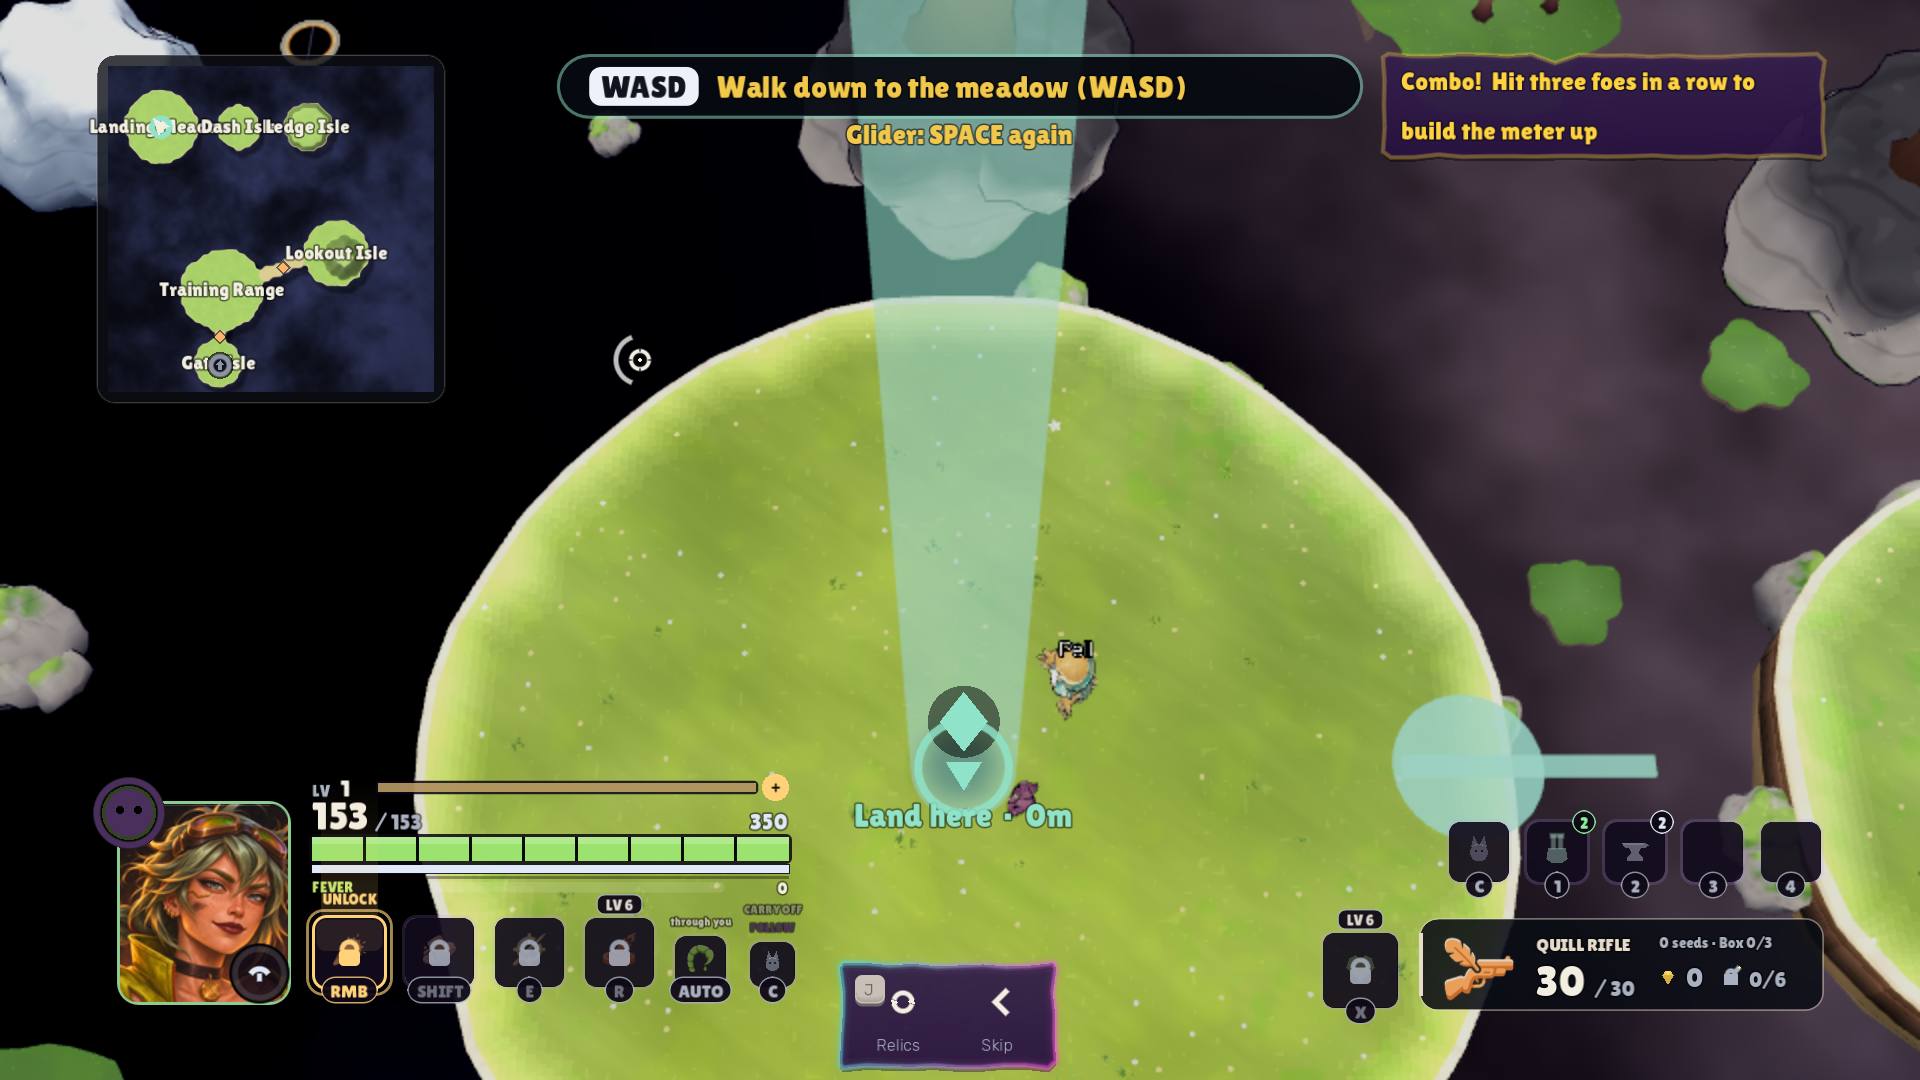 WASD Walk down to the meadow (WASD)
Glider: SPACE again
Combo! Hit three foes in a row to
build the meter up
Dash Isle
Ledge Isle
Lookout Isle
Training Range
Land here · 0m
LV 1
153 / 153
350
FEVER
0
UNLOCK
RMB
SHIFT
E
LV 6
R
through you
AUTO
CARRY OFF
FOLLOW
C
J
Relics
Skip
LV 6
X
C
2
1
2
2
3
4
QUILL RIFLE
0 seeds · Box 0/3
30 / 30
0
0/6